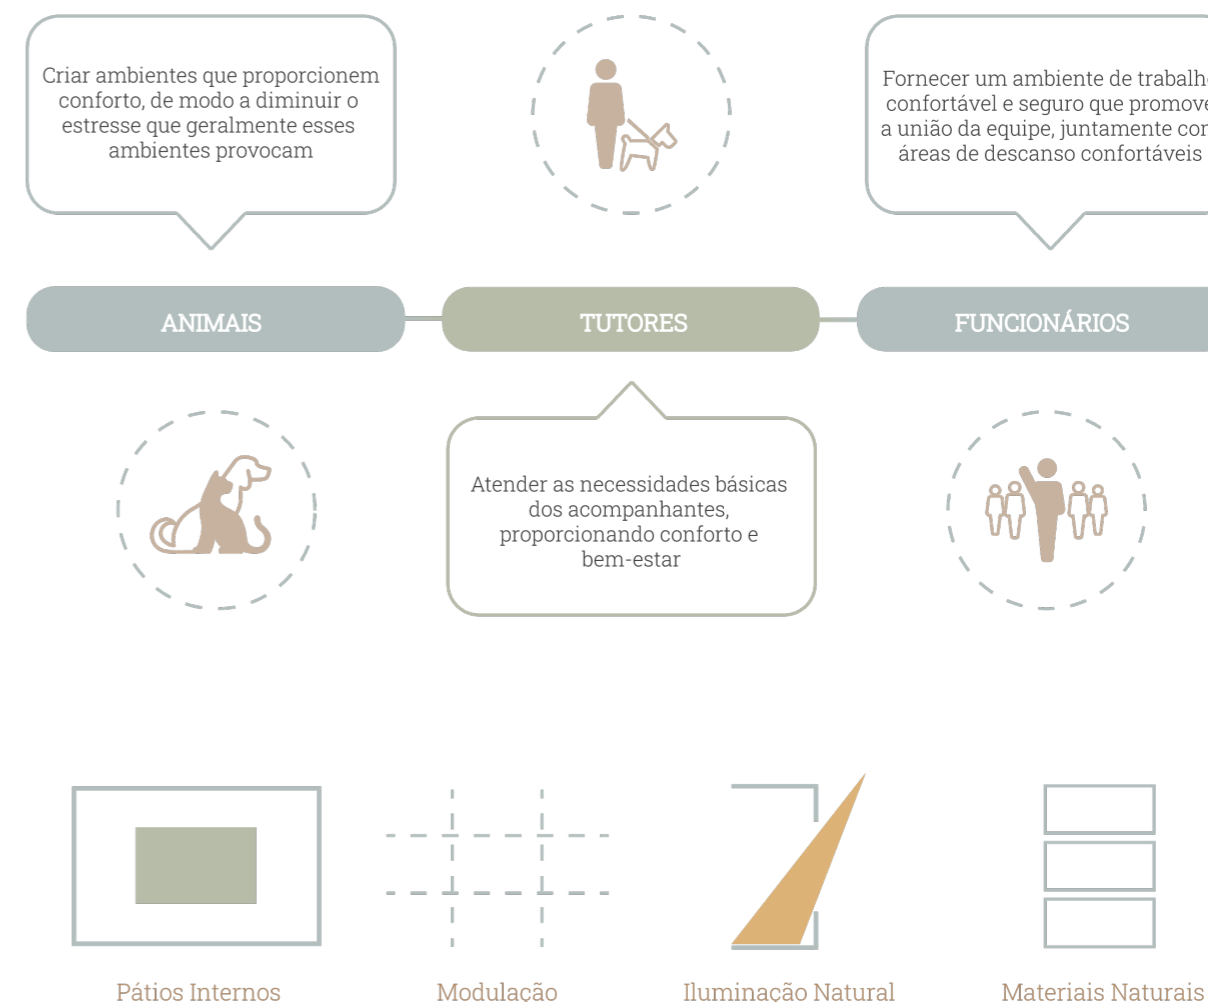 Criar ambientes que proporcionem
conforto, de modo a diminuir o
estresse que geralmente esses
ambientes provocam
Fornecer um ambiente de trabalho
confortável e seguro que promove
a união da equipe, juntamente com
áreas de descanso confortáveis
ANIMAIS
TUTORES
FUNCIONÁRIOS
Atender as necessidades básicas
dos acompanhantes,
proporcionando conforto e
bem-estar
Pátios Internos
Modulação
Iluminação Natural
Materiais Naturais